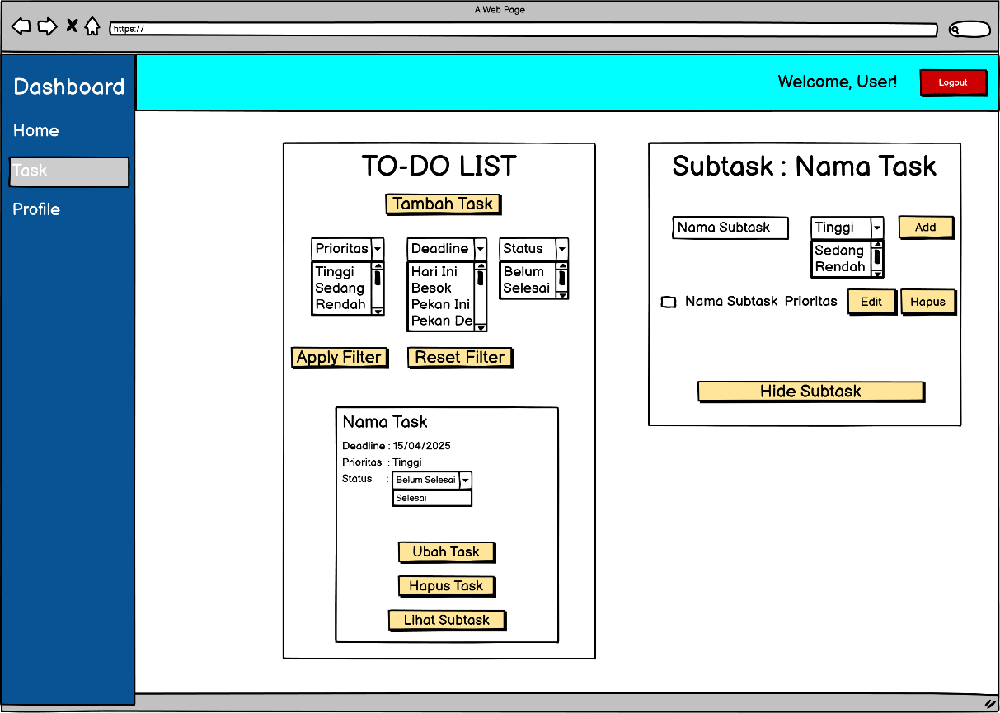 A Web Page
https://
Dashboard
Home
Task
Profile
Welcome, User!
Logout
TO-DO LIST
Tambah Task
Prioritas
Tinggi
Sedang
Rendah
Deadline
Hari Ini
Besok
Pekan Ini
Pekan De
Status
Belum
Selesai
Apply Filter
Reset Filter
Nama Task
Deadline : 15/04/2025
Prioritas : Tinggi
Status : Belum Selesai
Selesai
Ubah Task
Hapus Task
Lihat Subtask
Subtask : Nama Task
Nama Subtask
Tinggi
Sedang
Rendah
Add
Nama Subtask Prioritas Edit Hapus
Hide Subtask